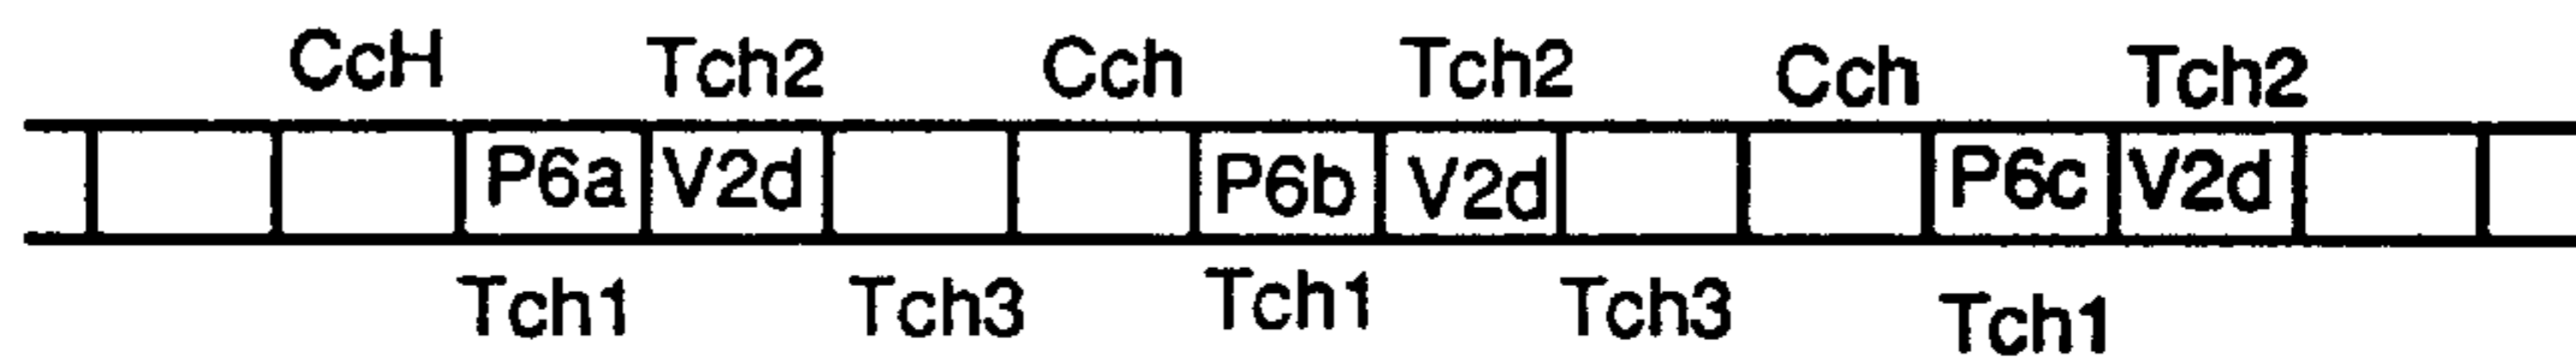 CcH Tch2 Cch Tch2 Cch Tch2
P6a V2d P6b V2d P6c V2d
Tch1 Tch3 Tch1 Tch3 Tch1